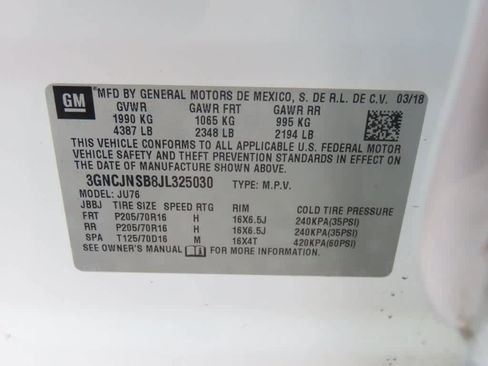 GM
MFD BY GENERAL MOTORS DE MEXICO, S. DE R.L. DE C.V. 03/18
GVWR GAWR FRT GAWR RR
1990 KG 1065 KG 995 KG
4387 LB 2348 LB 2194 LB
THIS VEHICLE CONFORMS TO ALL APPLICABLE U.S. FEDERAL MOTOR
VEHICLE SAFETY AND THEFT PREVENTION STANDARDS IN EFFECT ON
THE DATE OF MANUFACTURE SHOWN ABOVE.
3GNCJNSB8JL325030 TYPE: M.P.V.
MODEL: JU76
JBBJ TIRE SIZE SPEED RTG RIM COLD TIRE PRESSURE
FRT P205/70R16 H 16X6.5J 240KPA(35PSI)
RR P205/70R16 H 16X6.5J 240KPA(35PSI)
SPA T125/70D16 M 16X4T 420KPA(60PSI)
SEE OWNER'S MANUAL FOR MORE INFORMATION.